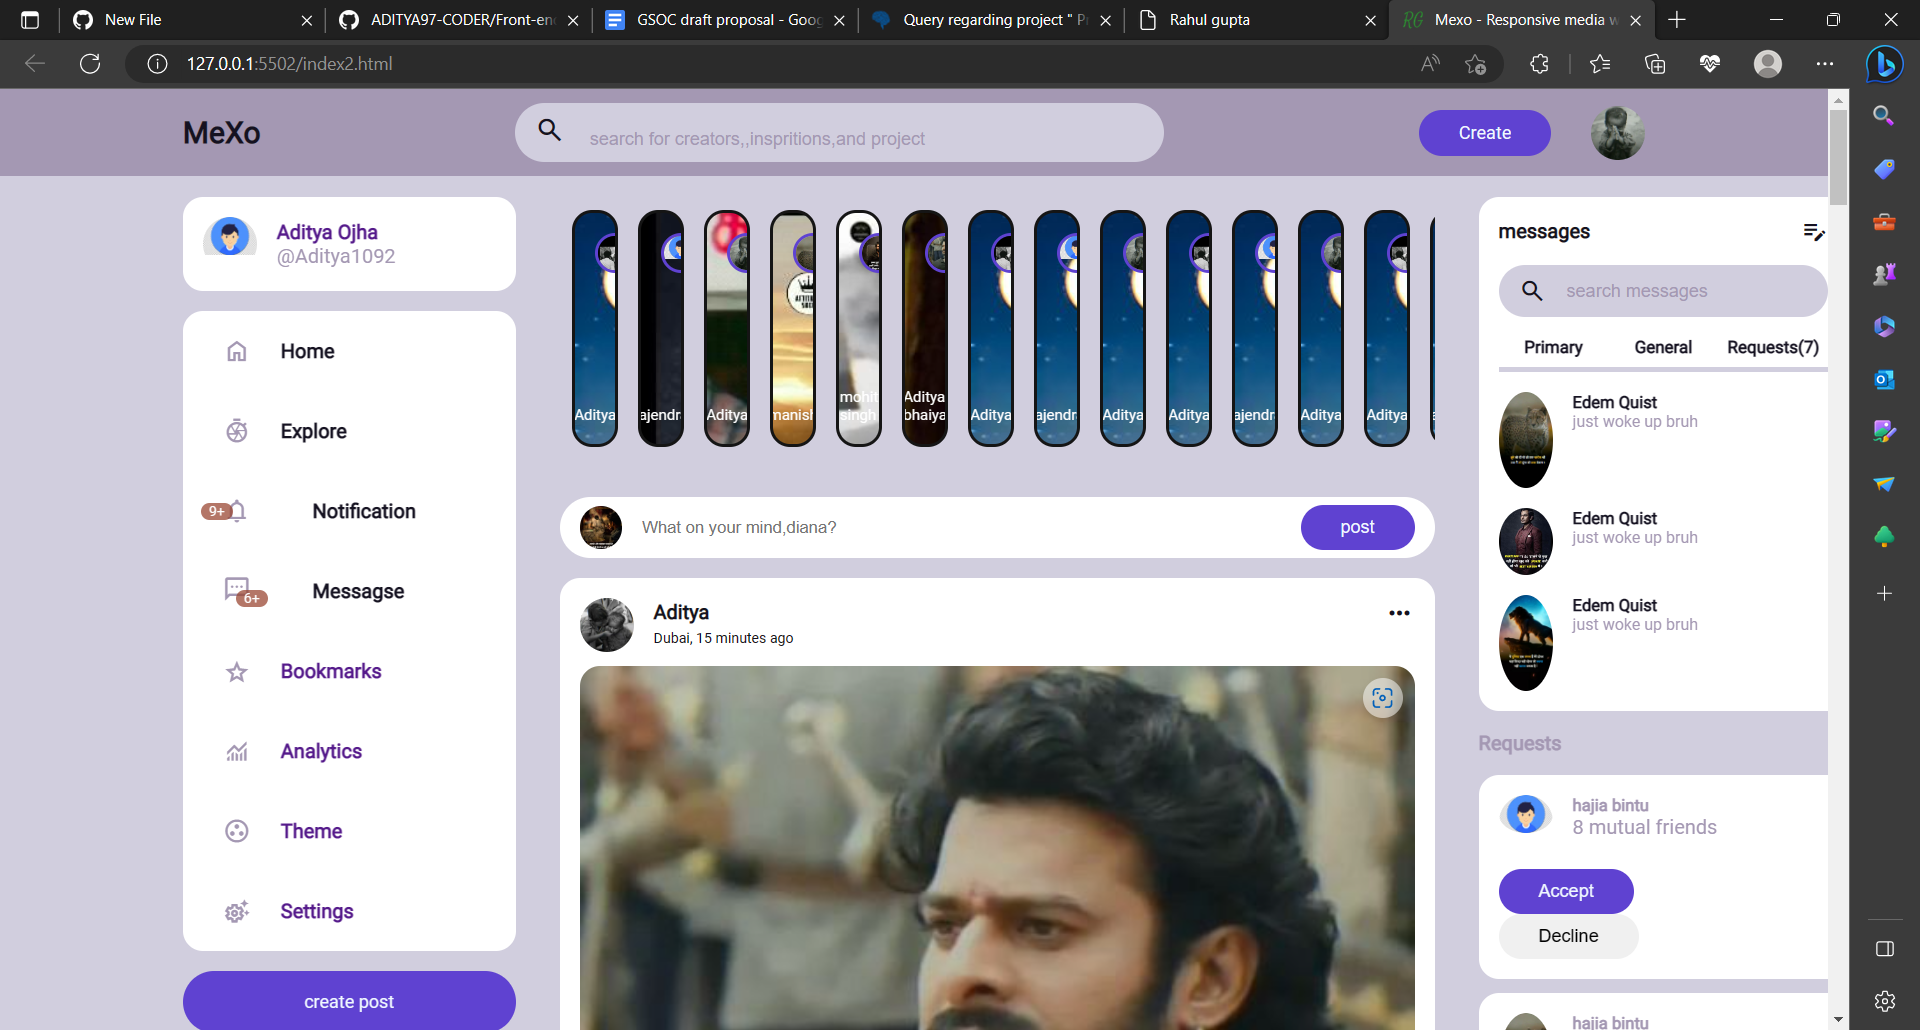 New File
ADITYA97-CODER/Front-en
GSOC draft proposal - Goog
Query regarding project " P
Rahul gupta
RG
Mexo - Responsive media w
127.0.0.1:5502/index2.html
MeXo
search for creators,,inspritions,and project
Create
Aditya Ojha
@Aditya1092
Home
Explore
9+
Notification
6+
Messagse
Bookmarks
Analytics
Theme
Settings
create post
Aditya
ajendr
Aditya
manish
mohit
singh
Aditya
bhaiya
Aditya
ajendr
Aditya
Aditya
ajendr
Aditya
Aditya
What on your mind,diana?
post
Aditya
Dubai, 15 minutes ago
messages
search messages
Primary
General
Requests(7)
Edem Quist
just woke up bruh
Edem Quist
just woke up bruh
Edem Quist
just woke up bruh
Requests
hajia bintu
8 mutual friends
Accept
Decline
hajia bintu